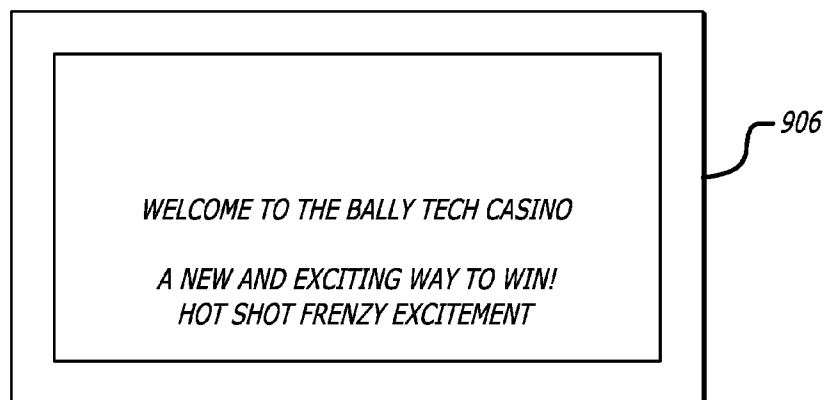 WELCOME TO THE BALLY TECH CASINO
A NEW AND EXCITING WAY TO WIN!
HOT SHOT FRENZY EXCITEMENT
906